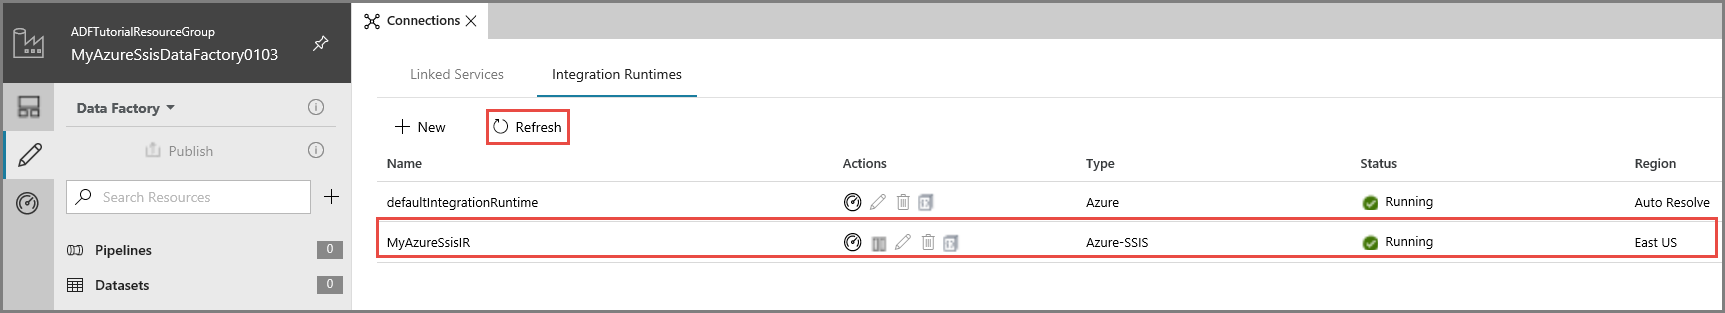 ADFTutorialResourceGroup
MyAzureSsisDataFactory0103
Data Factory
Publish
Search Resources
Pipelines 0
Datasets 0
Connections
Linked Services Integration Runtimes
New Refresh
Name Actions Type Status Region
defaultIntegrationRuntime Azure Running Auto Resolve
MyAzureSsisIR Azure-SSIS Running East US